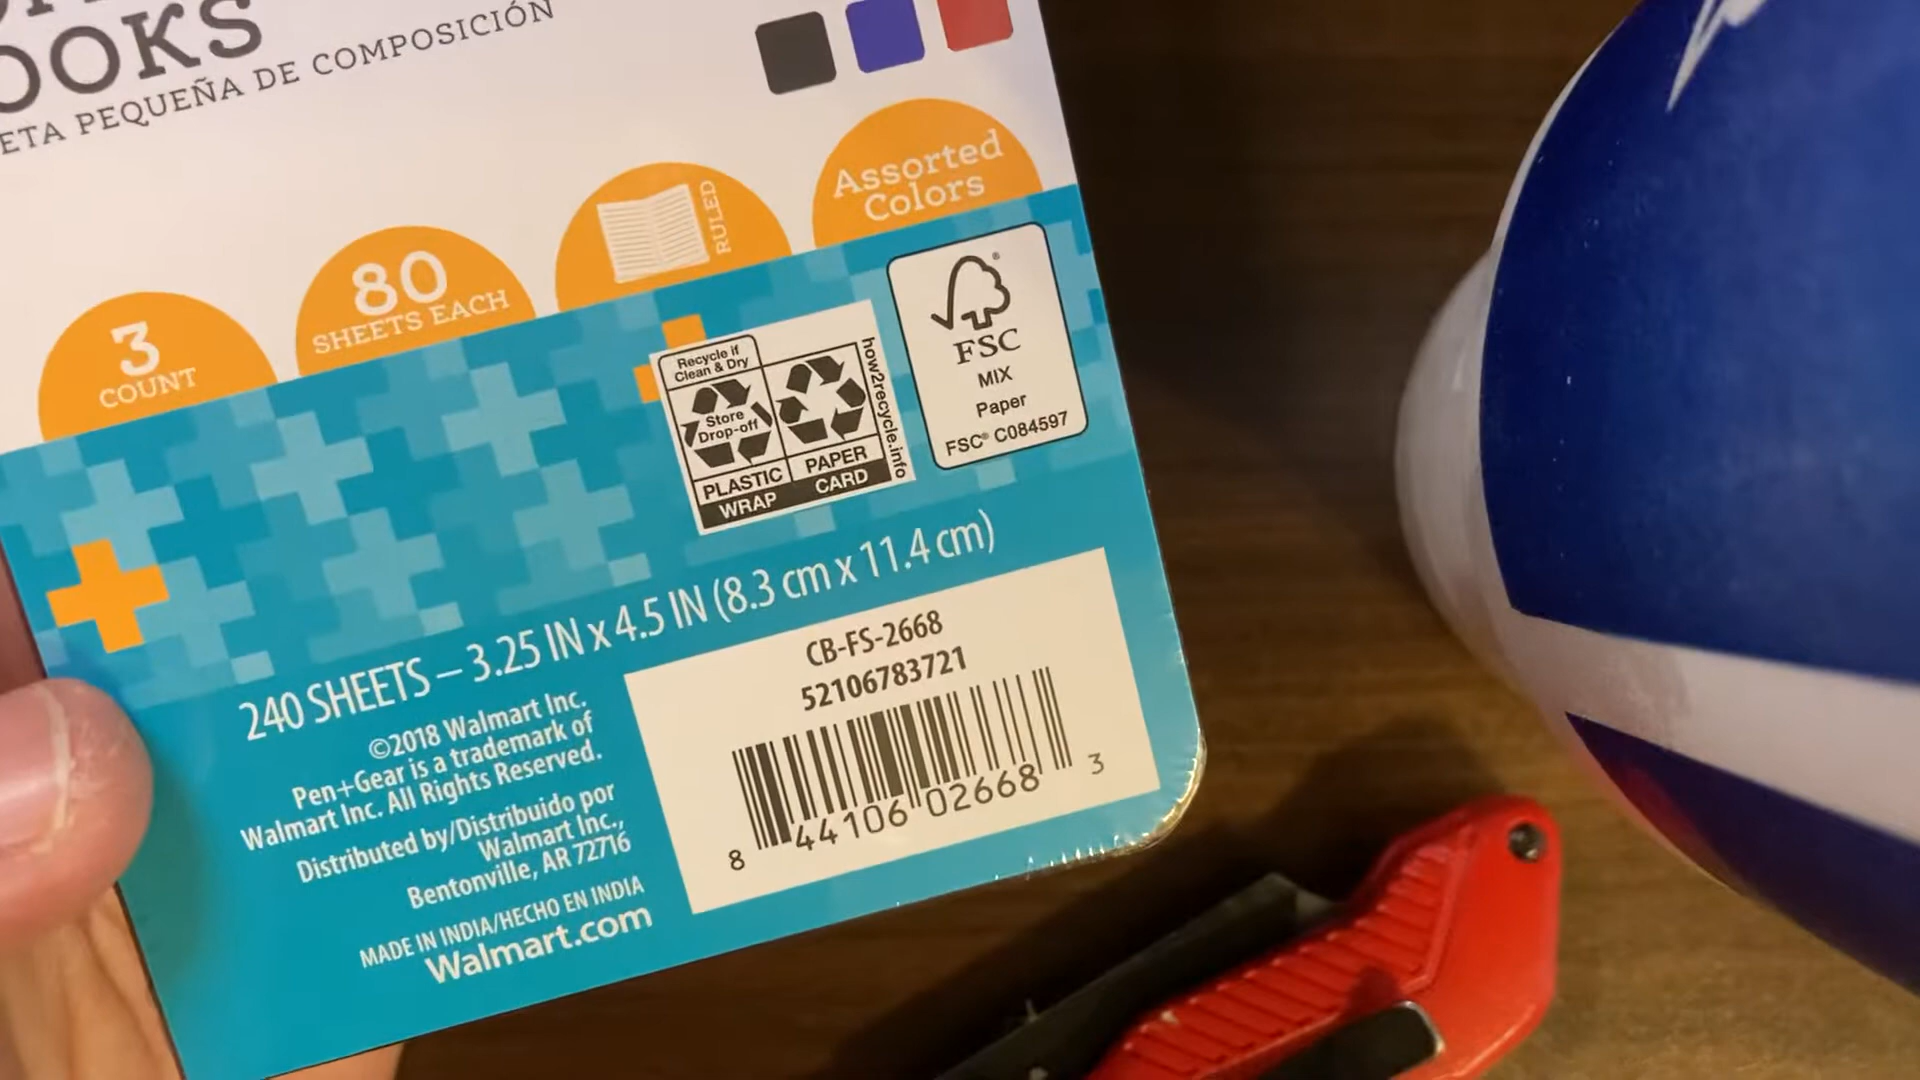 OOKS
ETA PEQUEÑA DE COMPOSICIÓN
Assorted
Colors
RULED
80
SHEETS EACH
3
COUNT
Recycle if
Clean & Dry
Store
Drop-off
PLASTIC
WRAP
PAPER
CARD
how2recycle.info
FSC®
MIX
Paper
FSC® C084597
240 SHEETS – 3.25 IN x 4.5 IN (8.3 cm x 11.4 cm)
©2018 Walmart Inc.
Pen+Gear is a trademark of
Walmart Inc. All Rights Reserved.
Distributed by/Distribuido por
Walmart Inc.,
Bentonville, AR 72716
MADE IN INDIA/HECHO EN INDIA
Walmart.com
CB-FS-2668
52106783721
8 44106 02668 3